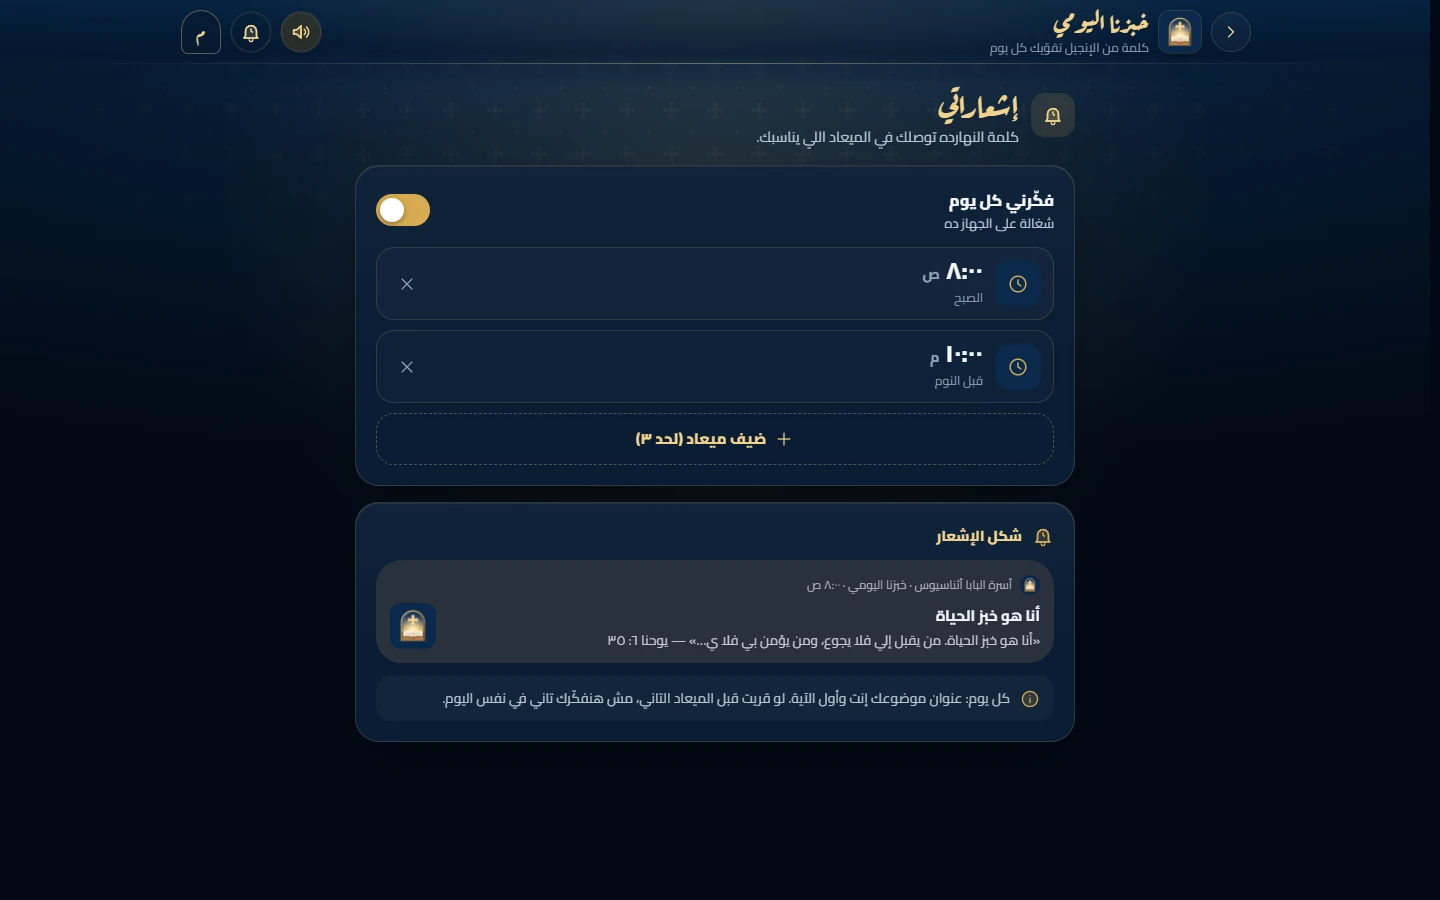 خبزنا اليومي
كلمة من الإنجيل تقوّيك كل يوم
م
إشعاراتي
كلمة النهارده توصلك في الميعاد اللي يناسبك.
فكّرني كل يوم
شغالة على الجهاز ده
٨:٠٠ ص
الصبح
١٠:٠٠ م
قبل النوم
ضيف ميعاد (لحد ٣)
شكل الإشعار
أسرة البابا أثناسيوس · خبزنا اليومي · ٨:٠٠ ص
أنا هو خبز الحياة
«أنا هو خبز الحياة. من يقبل إلي فلا يجوع، ومن يؤمن بي فلا ي...» — يوحنا ٦: ٣٥
كل يوم: عنوان موضوعك إنت وأول الآية. لو قريت قبل الميعاد التاني، مش هنفكّرك تاني في نفس اليوم.